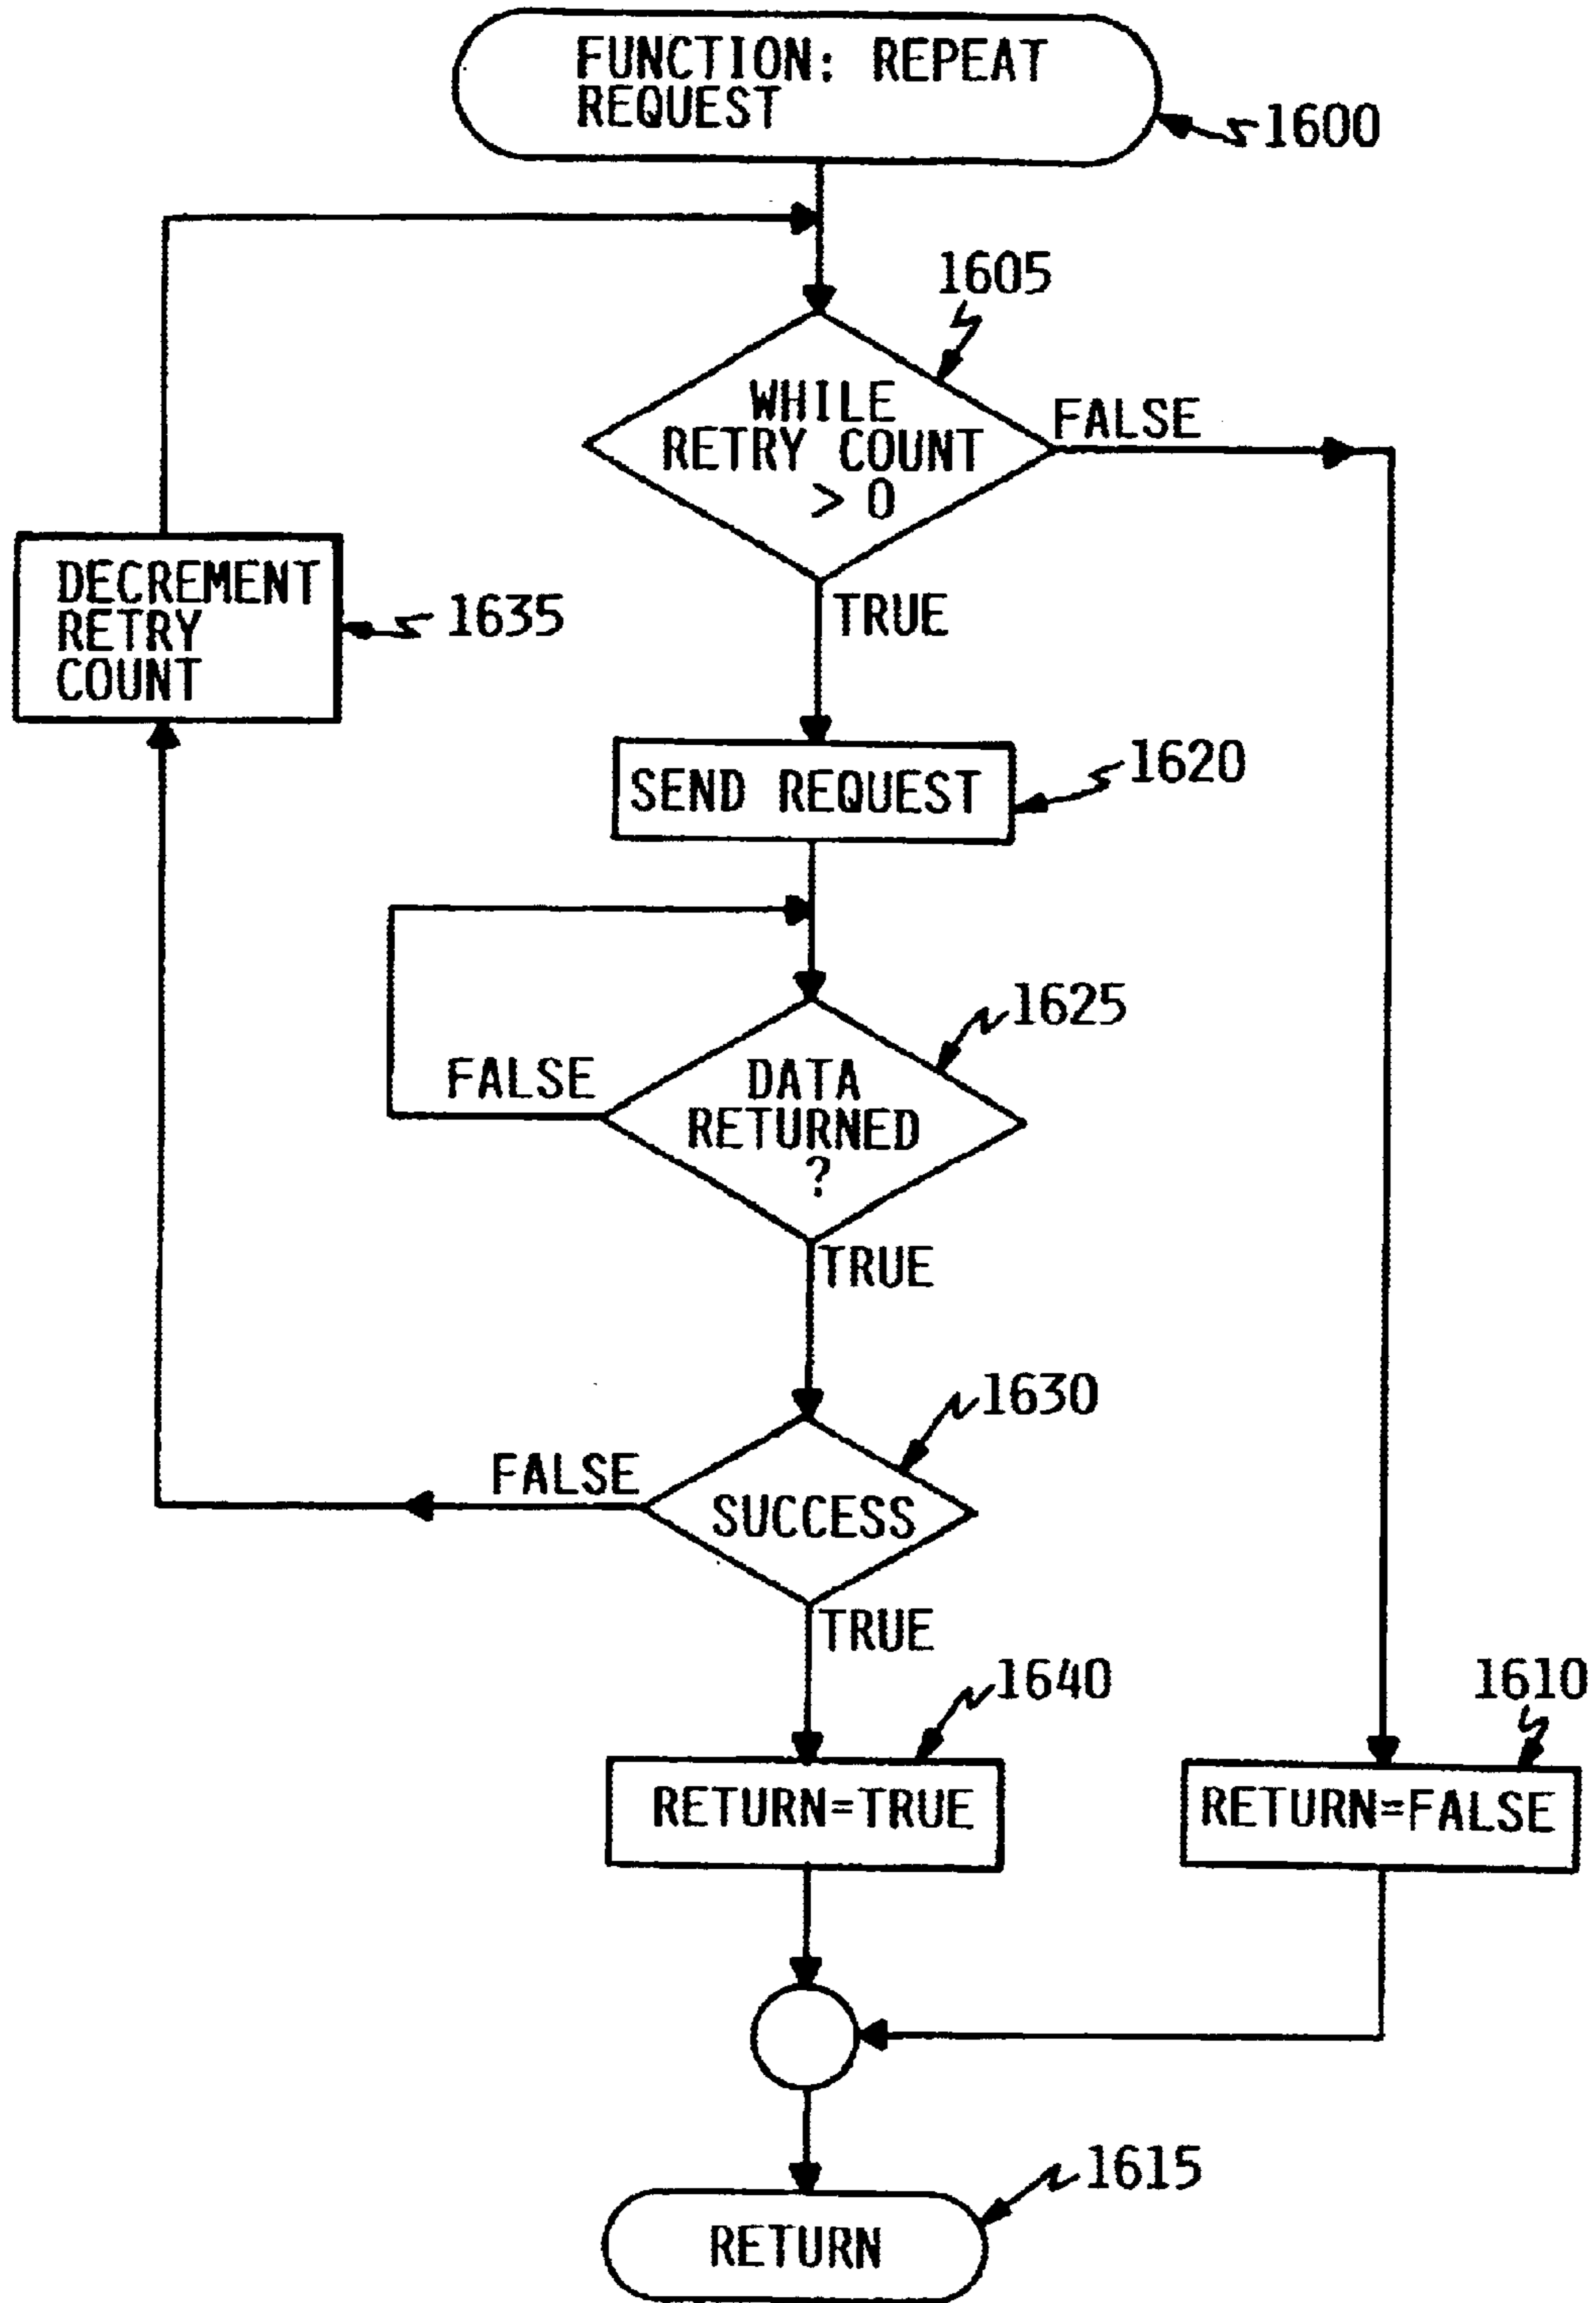 FUNCTION: REPEAT
REQUEST
1600
1605
WHILE
RETRY COUNT
> 0
FALSE
TRUE
DECREMENT
RETRY
COUNT
1635
SEND REQUEST
1620
1625
DATA
RETURNED
?
FALSE
TRUE
1630
SUCCESS
FALSE
TRUE
1640
RETURN=TRUE
1610
RETURN=FALSE
1615
RETURN